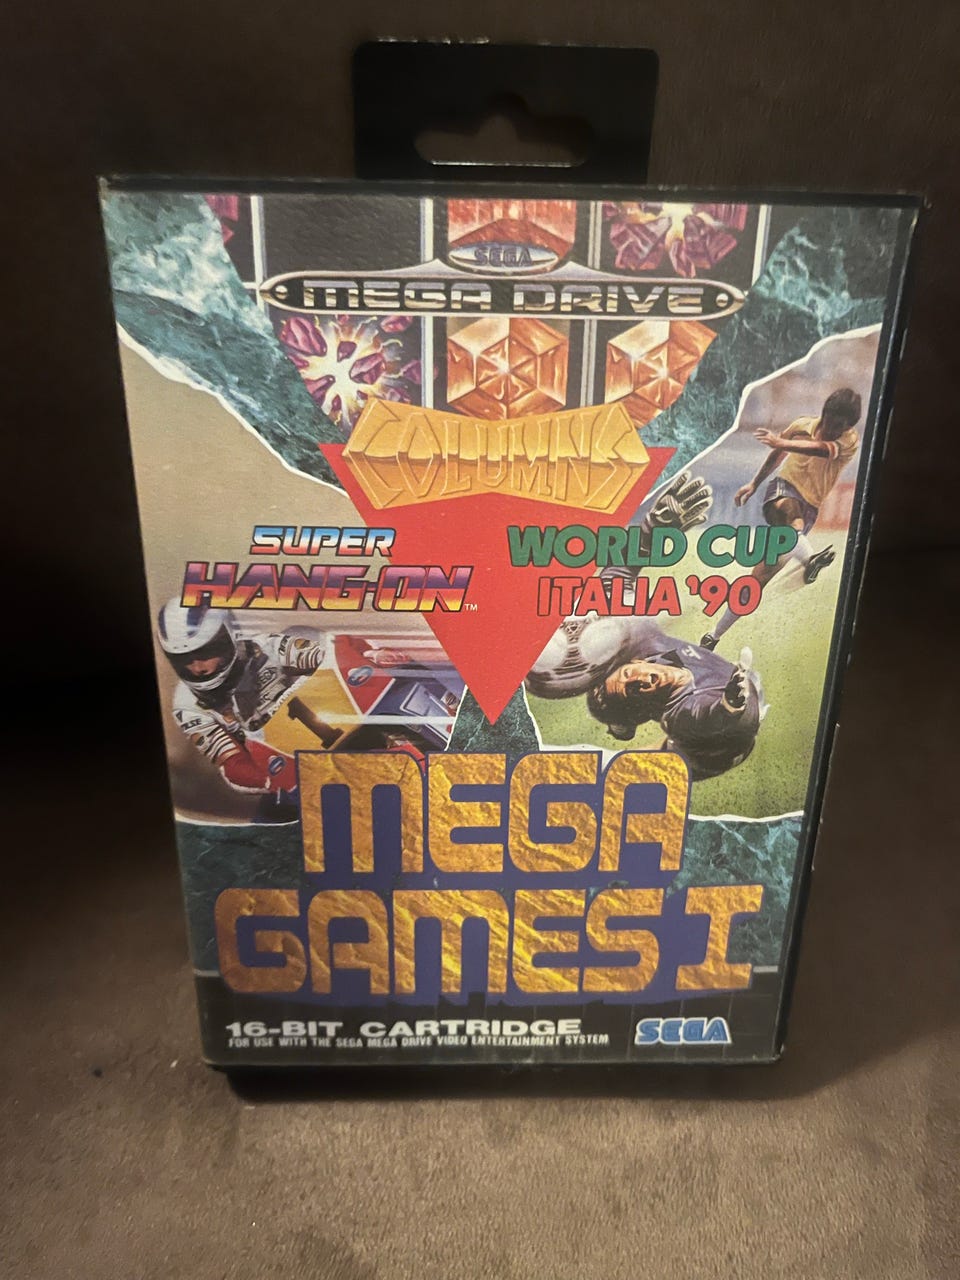 SEGA
MEGA DRIVE
COLUMNS
SUPER
HANG-ON™
WORLD CUP
ITALIA '90
MEGA
GAMES I
16-BIT CARTRIDGE
FOR USE WITH THE SEGA MEGA DRIVE VIDEO ENTERTAINMENT SYSTEM
SEGA